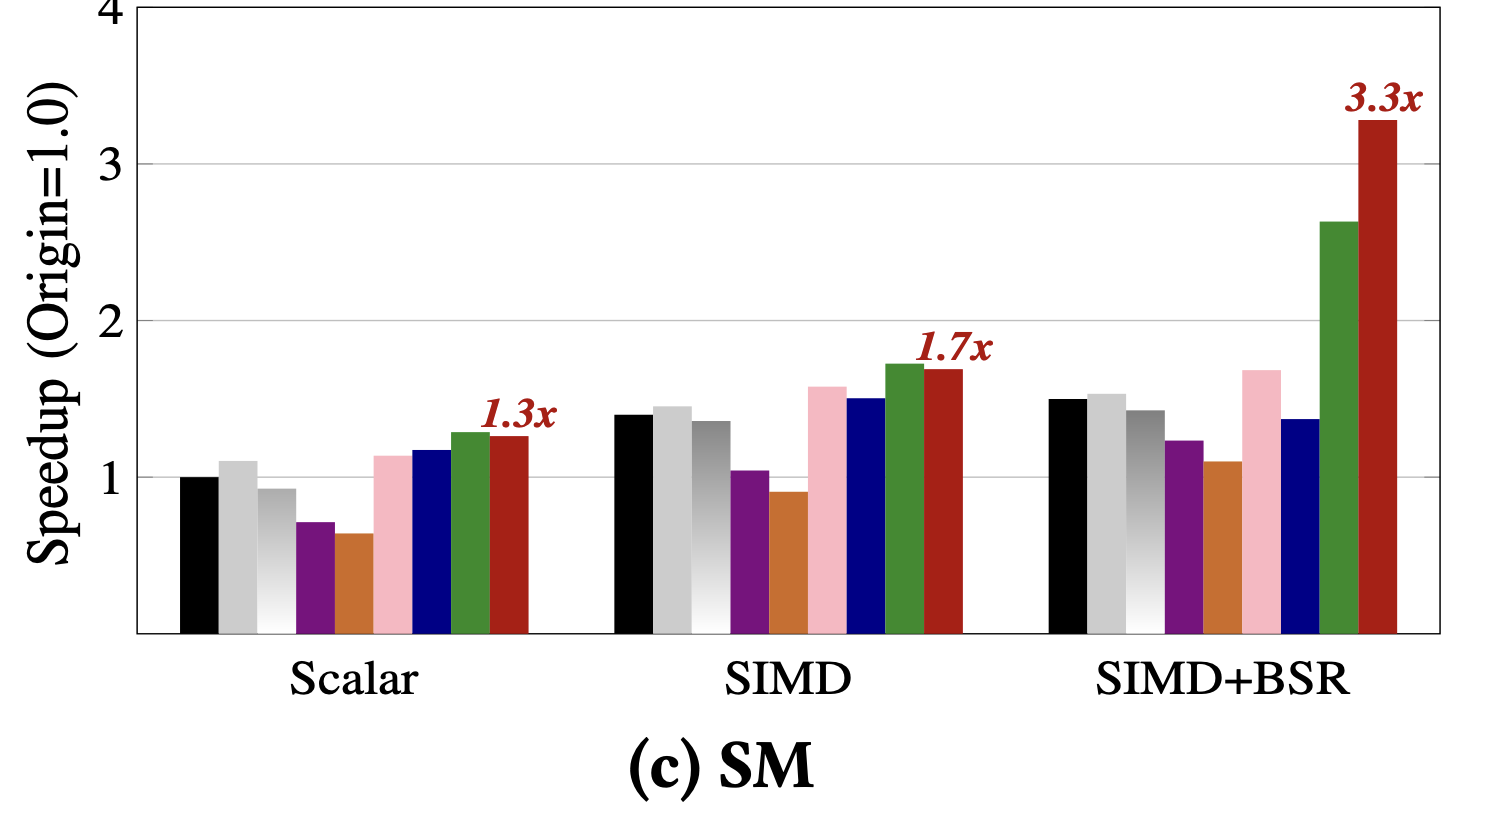 Speedup (Origin=1.0)
4
3
2
1
1.3x
1.7x
3.3x
Scalar
SIMD
SIMD+BSR
(c) SM